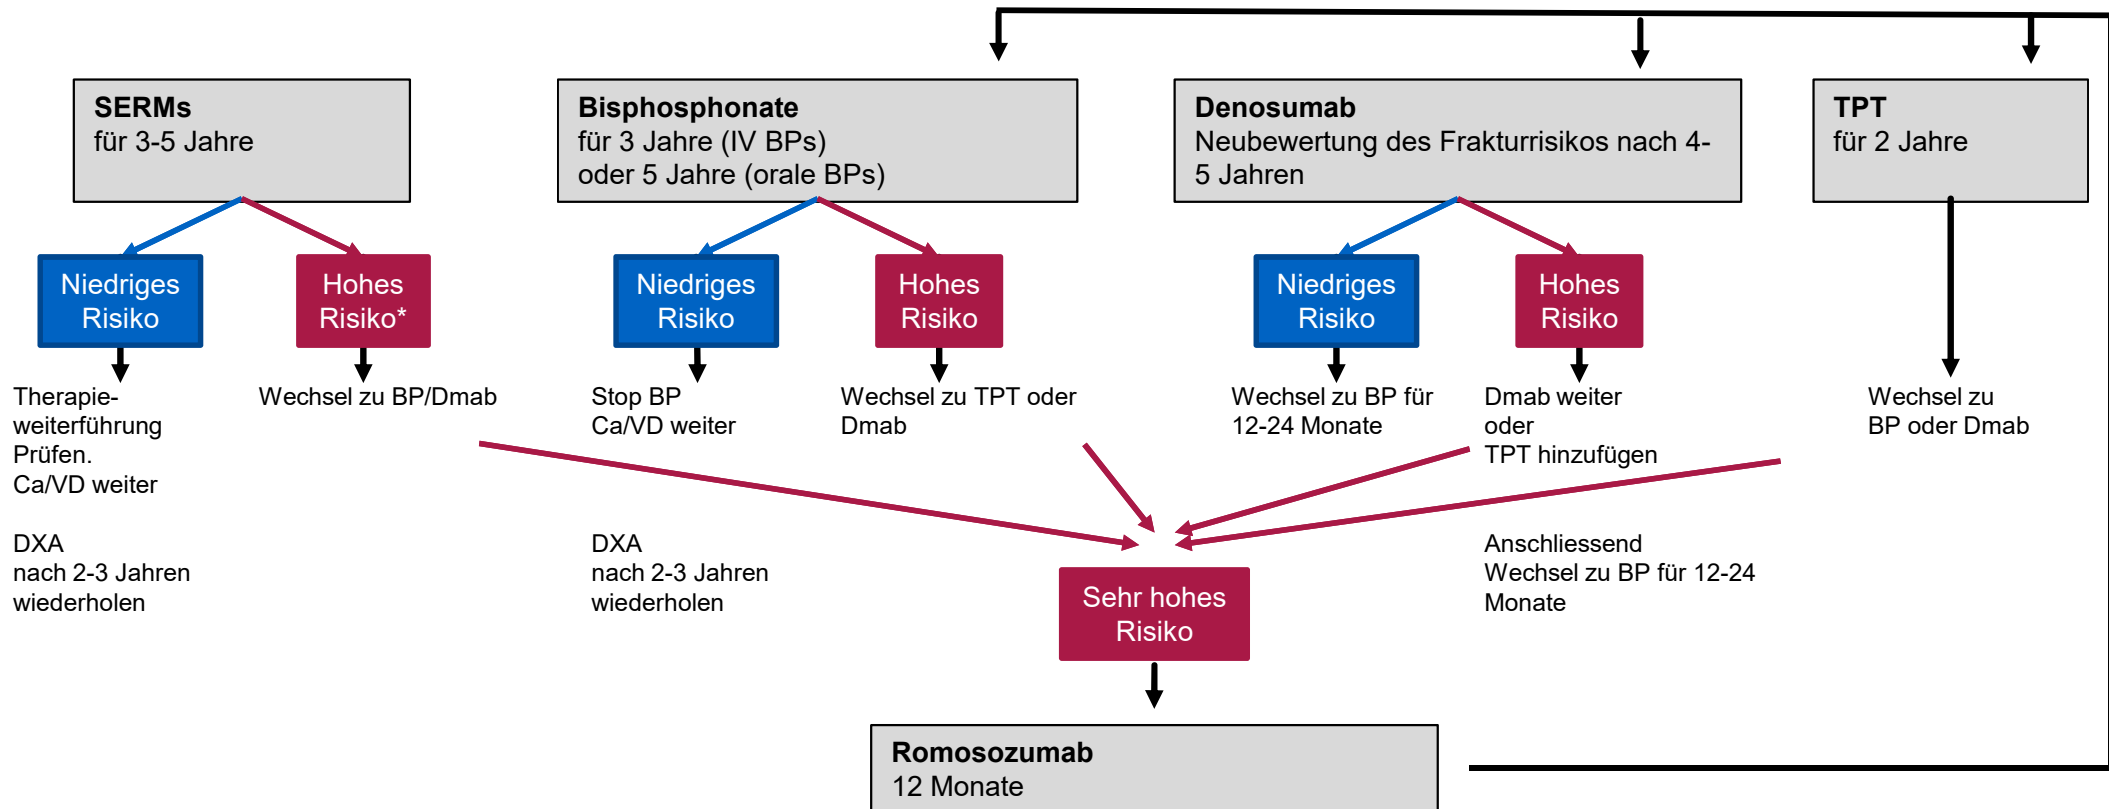 SERMs
für 3-5 Jahre
Bisphosphonate
für 3 Jahre (IV BPs)
oder 5 Jahre (orale BPs)
Denosumab
Neubewertung des Frakturrisikos nach 4-
5 Jahren
TPT
für 2 Jahre
Niedriges
Risiko
Hohes
Risiko*
Niedriges
Risiko
Hohes
Risiko
Niedriges
Risiko
Hohes
Risiko
Therapie-
weiterführung
Prüfen.
Ca/VD weiter
DXA
nach 2-3 Jahren
wiederholen
Wechsel zu BP/Dmab
Stop BP
Ca/VD weiter
DXA
nach 2-3 Jahren
wiederholen
Wechsel zu TPT oder
Dmab
Wechsel zu BP für
12-24 Monate
Dmab weiter
oder
TPT hinzufügen
Anschliessend
Wechsel zu BP für 12-24
Monate
Wechsel zu
BP oder Dmab
Sehr hohes
Risiko
Romosozumab
12 Monate